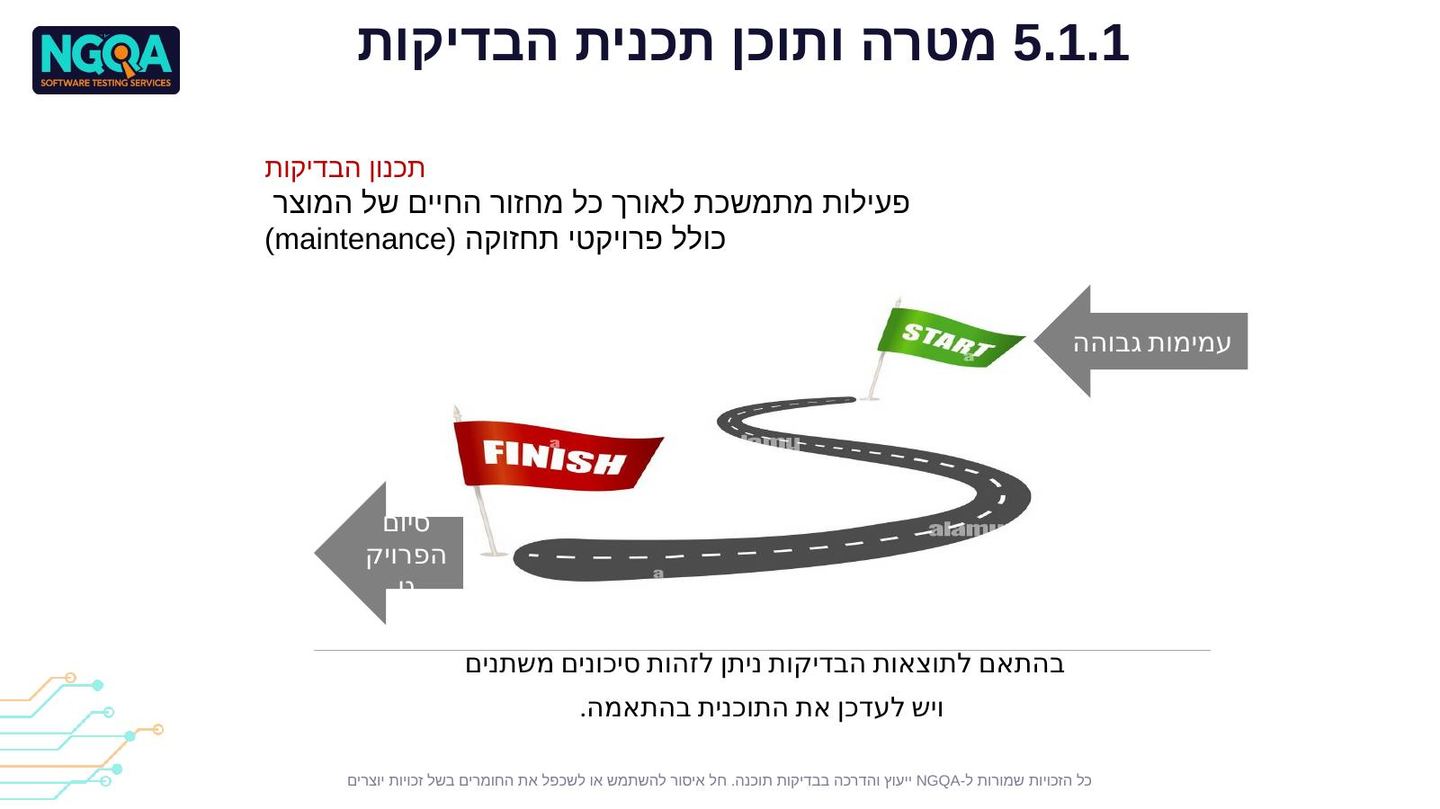 NGQA
SOFTWARE TESTING SERVICES
5.1.1 מטרה ותוכן תכנית הבדיקות
תכנון הבדיקות
פעילות מתמשכת לאורך כל מחזור החיים של המוצר
כולל פרויקטי תחזוקה (maintenance)
עמימות גבוהה
START
a
alamy
FINISH
a
alamy
a
סיום
הפרויק
ט
בהתאם לתוצאות הבדיקות ניתן לזהות סיכונים משתנים
ויש לעדכן את התוכנית בהתאמה.
כל הזכויות שמורות ל-NGQA ייעוץ והדרכה בבדיקות תוכנה. חל איסור להשתמש או לשכפל את החומרים בשל זכויות יוצרים